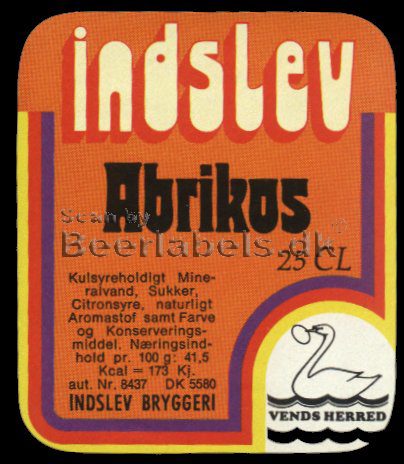 indslev
Abrikos
Scan by
Beerlabels.dk
25 CL
Kulsyreholdigt Mine-
ralvand, Sukker,
Citronsyre, naturligt
Aromastof samt Farve
og Konserverings-
middel. Næringsind-
hold pr. 100 g: 41,5
Kcal = 173 Kj.
aut. Nr. 8437 DK 5580
INDSLEV BRYGGERI
VENDS HERRED